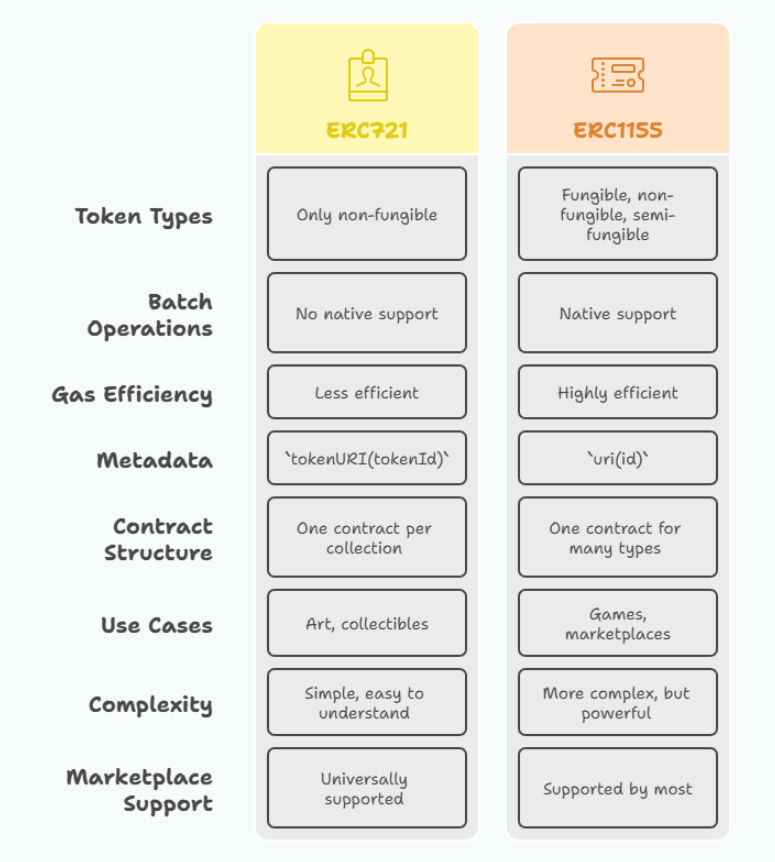 ERC721
ERC1155
Token Types
Only non-fungible
Fungible, non-
fungible, semi-
fungible
Batch
Operations
No native support
Native support
Gas Efficiency
Less efficient
Highly efficient
Metadata
`tokenURI(tokenId)`
`uri(id)`
Contract
Structure
One contract per
collection
One contract for
many types
Use Cases
Art, collectibles
Games,
marketplaces
Complexity
Simple, easy to
understand
More complex, but
powerful
Marketplace
Support
Universally
supported
Supported by most